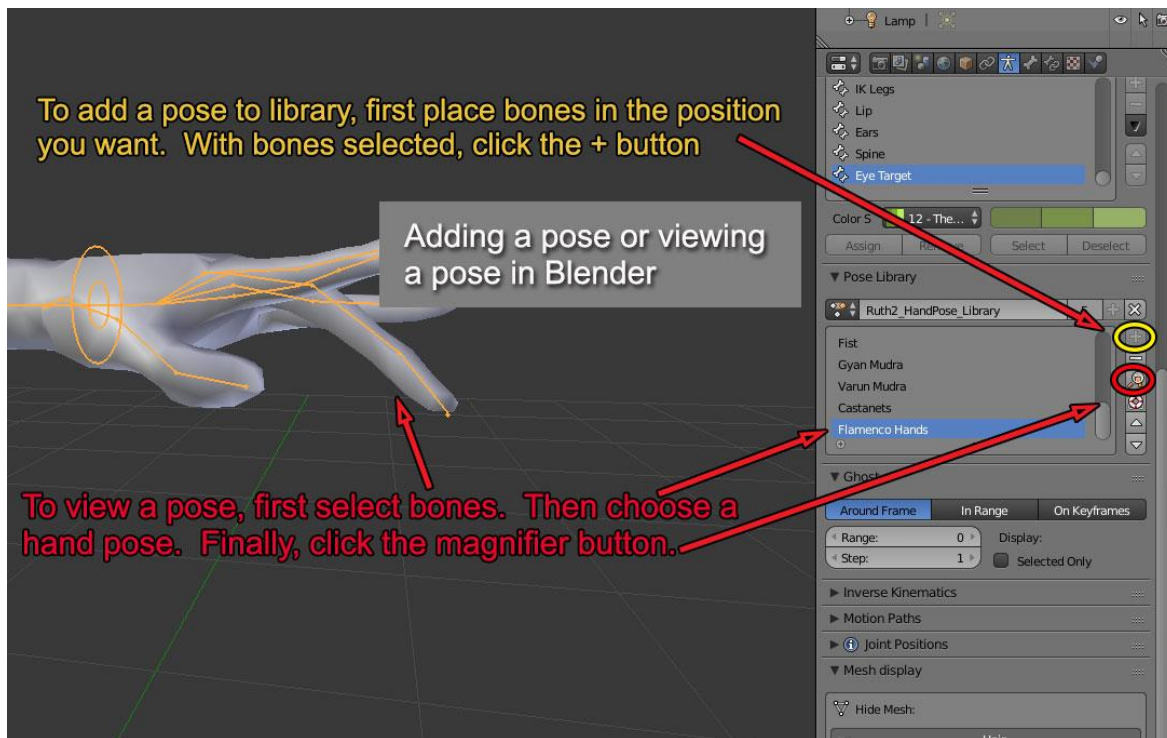 Lamp
To add a pose to library, first place bones in the position
you want. With bones selected, click the + button
Adding a pose or viewing
a pose in Blender
To view a pose, first select bones. Then choose a
hand pose. Finally, click the magnifier button.
IK Legs
Lip
Ears
Spine
Eye Target
Color S 12 - The...
Assign Select Deselect
Pose Library
Ruth2_HandPose_Library
Fist
Gyan Mudra
Varun Mudra
Castanets
Flamenco Hands
Ghost
Around Frame In Range On Keyframes
Range: 0 Display:
Step: 1 Selected Only
Inverse Kinematics
Motion Paths
Joint Positions
Mesh display
Hide Mesh: